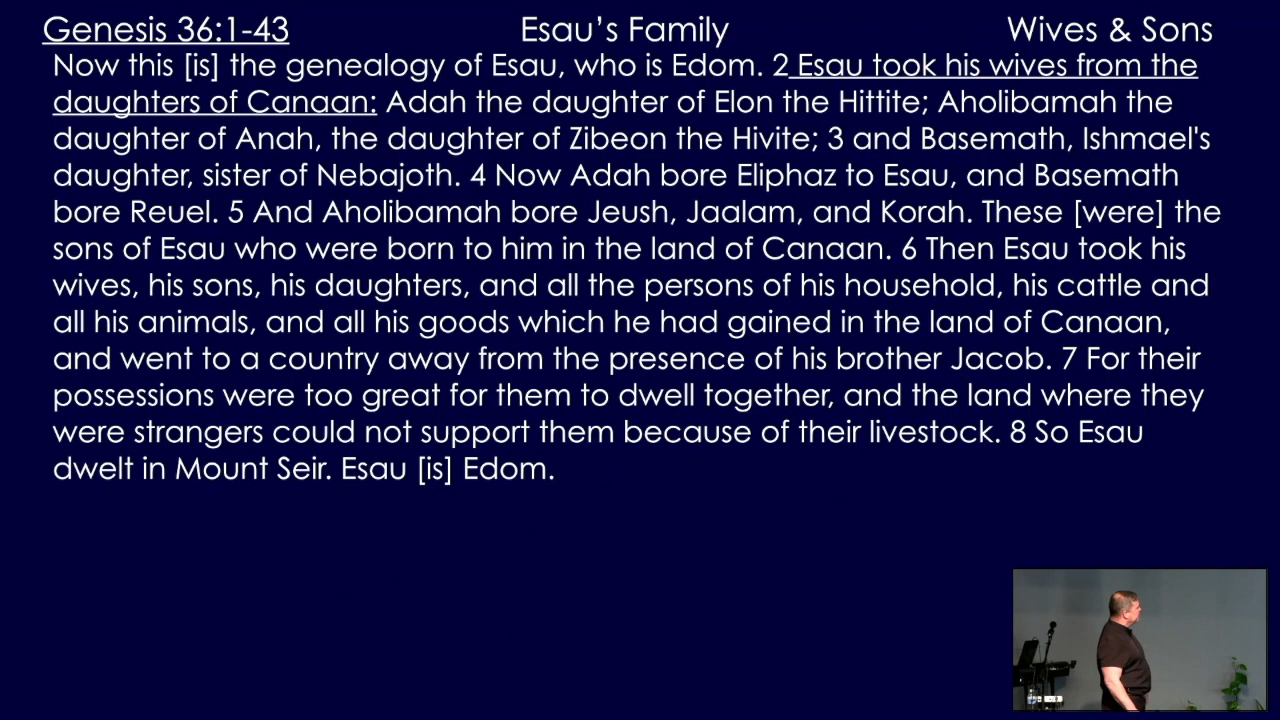 Genesis 36:1-43 Esau’s Family Wives & Sons
Now this [is] the genealogy of Esau, who is Edom. 2 Esau took his wives from the
daughters of Canaan: Adah the daughter of Elon the Hittite; Aholibamah the
daughter of Anah, the daughter of Zibeon the Hivite; 3 and Basemath, Ishmael's
daughter, sister of Nebajoth. 4 Now Adah bore Eliphaz to Esau, and Basemath
bore Reuel. 5 And Aholibamah bore Jeush, Jaalam, and Korah. These [were] the
sons of Esau who were born to him in the land of Canaan. 6 Then Esau took his
wives, his sons, his daughters, and all the persons of his household, his cattle and
all his animals, and all his goods which he had gained in the land of Canaan,
and went to a country away from the presence of his brother Jacob. 7 For their
possessions were too great for them to dwell together, and the land where they
were strangers could not support them because of their livestock. 8 So Esau
dwelt in Mount Seir. Esau [is] Edom.